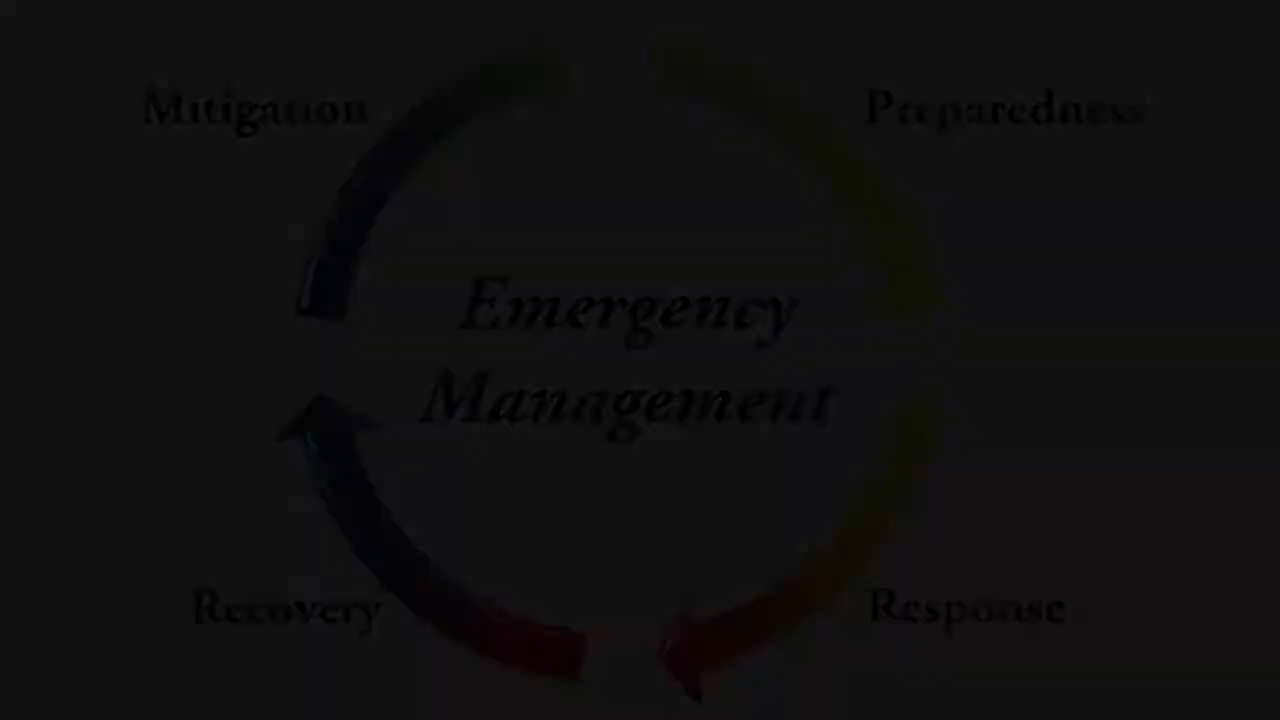 Mitigation
Preparedness
Emergency
Management
Recovery
Response